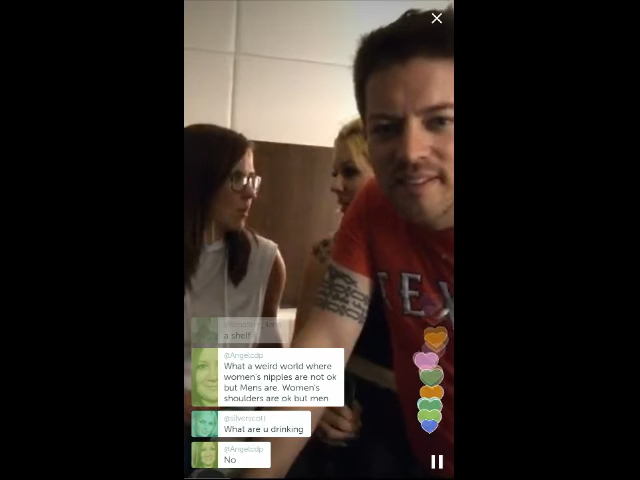 TEX
a shelf
@Angelcdp
What a weird world where
women's nipples are not ok
but Mens are. Women's
shoulders are ok but men
@silverscott
What are u drinking
@Angelcdp
No